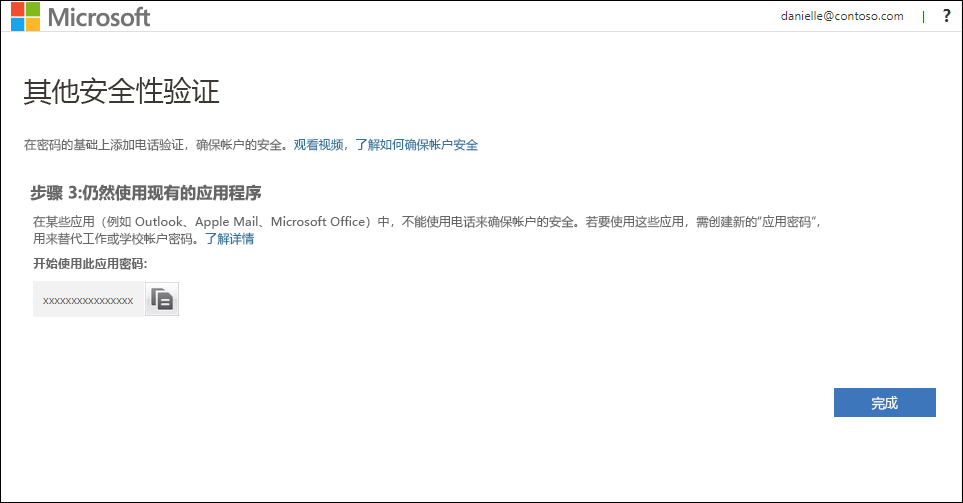 Microsoft
danielle@contoso.com | ?
其他安全性验证
在密码的基础上添加电话验证，确保帐户的安全。观看视频，了解如何确保帐户安全
步骤 3:仍然使用现有的应用程序
在某些应用（例如 Outlook、Apple Mail、Microsoft Office）中，不能使用电话来确保帐户的安全。若要使用这些应用，需创建新的"应用密码"，
用来替代工作或学校帐户密码。了解详情
开始使用此应用密码:
xxxxxxxxxxxxxxxx
完成